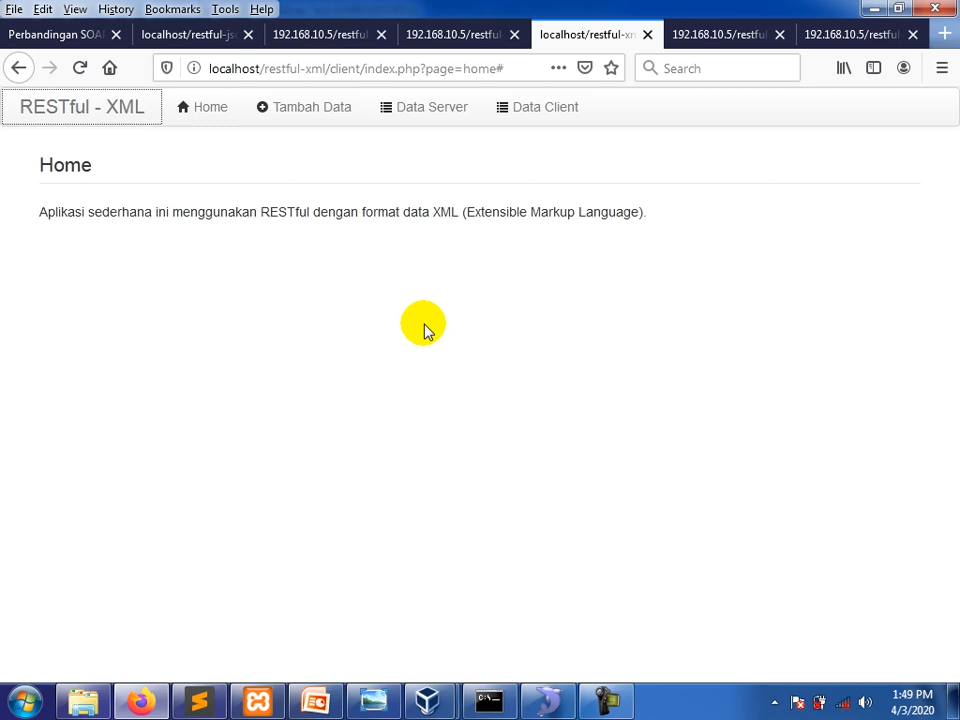 File Edit View History Bookmarks Tools Help
Perbandingan SOA localhost/restful-js 192.168.10.5/restful 192.168.10.5/restful localhost/restful-xm 192.168.10.5/restful 192.168.10.5/restful
localhost/restful-xml/client/index.php?page=home# Search
RESTful - XML Home Tambah Data Data Server Data Client
Home
Aplikasi sederhana ini menggunakan RESTful dengan format data XML (Extensible Markup Language).
1:49 PM
4/3/2020